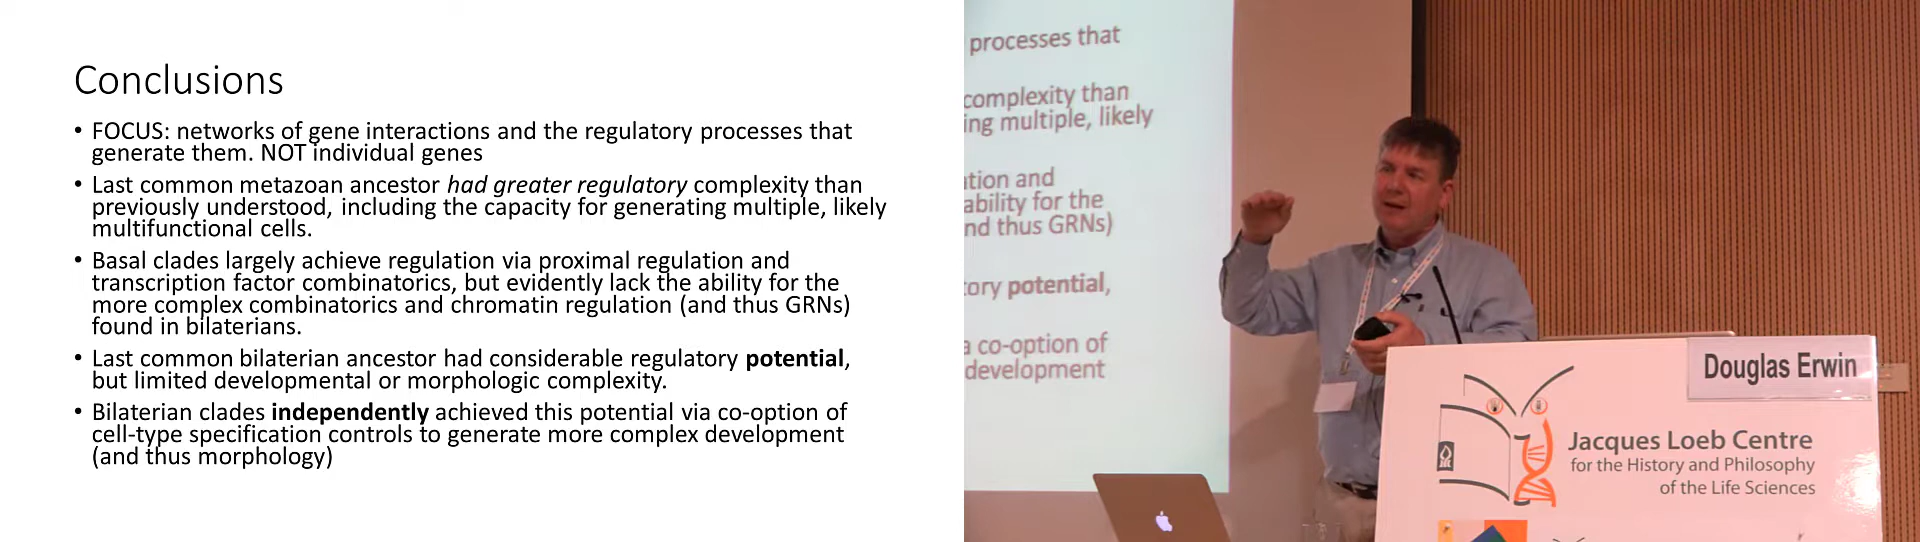 Conclusions
• FOCUS: networks of gene interactions and the regulatory processes that
generate them. NOT individual genes
• Last common metazoan ancestor had greater regulatory complexity than
previously understood, including the capacity for generating multiple, likely
multifunctional cells.
• Basal clades largely achieve regulation via proximal regulation and
transcription factor combinatorics, but evidently lack the ability for the
more complex combinatorics and chromatin regulation (and thus GRNs)
found in bilaterians.
• Last common bilaterian ancestor had considerable regulatory potential,
but limited developmental or morphologic complexity.
• Bilaterian clades independently achieved this potential via co-option of
cell-type specification controls to generate more complex development
(and thus morphology)
processes that
complexity than
ing multiple, likely
tion and
ability for the
nd thus GRNs)
ory potential,
a co-option of
development
Douglas Erwin
Jacques Loeb Centre
for the History and Philosophy
of the Life Sciences